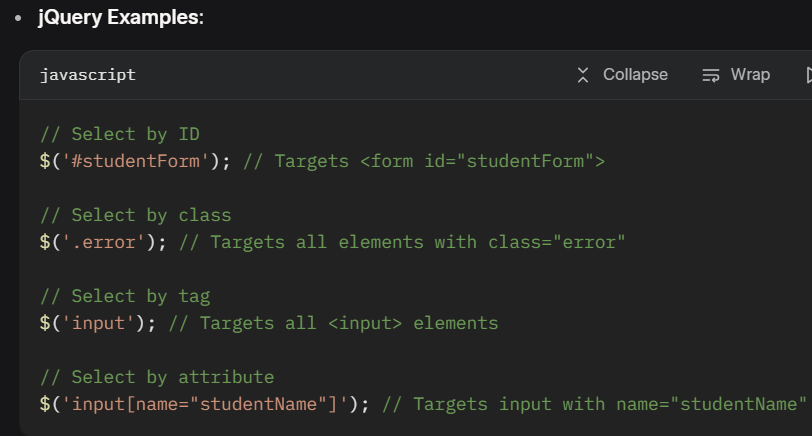 jQuery Examples:
javascript Collapse Wrap
// Select by ID
$('#studentForm'); // Targets <form id="studentForm">
// Select by class
$('.error'); // Targets all elements with class="error"
// Select by tag
$('input'); // Targets all <input> elements
// Select by attribute
$('input[name="studentName"]'); // Targets input with name="studentName"